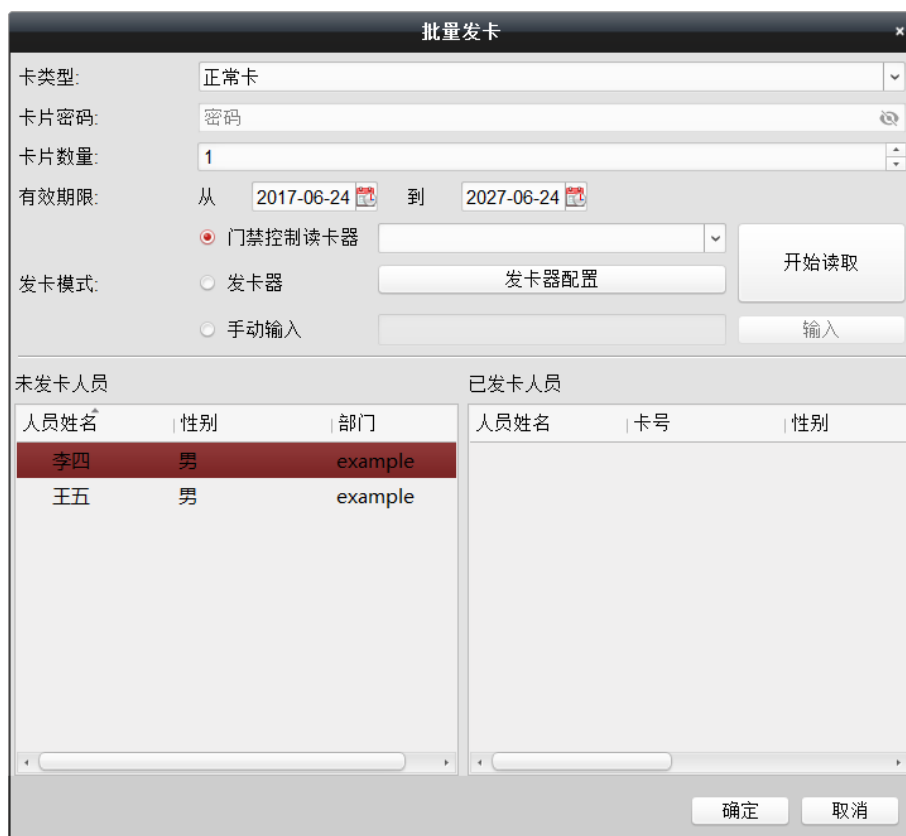 批量发卡
卡类型: 正常卡
卡片密码: 密码
卡片数量: 1
有效期限: 从 2017-06-24 到 2027-06-24
门禁控制读卡器
开始读取
发卡模式: 发卡器 发卡器配置
手动输入 输入
未发卡人员 已发卡人员
人员姓名 性别 部门 人员姓名 卡号 性别
李四 男 example
王五 男 example
确定 取消